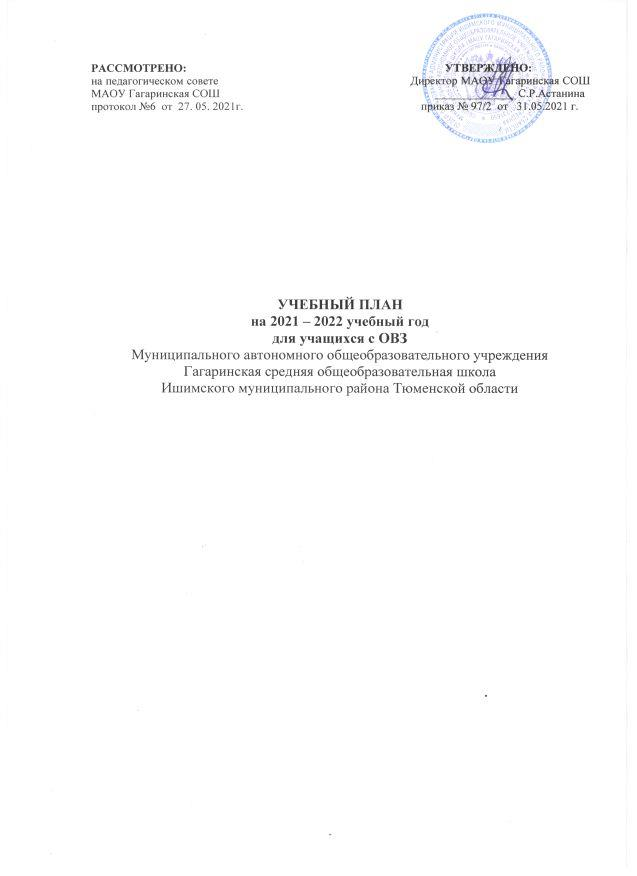 РАССМОТРЕНО:
на педагогическом совете
МАОУ Гагаринская СОШ
протокол №6 от 27. 05. 2021г.
УТВЕРЖДЕНО:
Директор МАОУ Гагаринская СОШ
С.Р.Астанина
приказ № 97/2 от 31.05.2021 г.
УЧЕБНЫЙ ПЛАН
на 2021 – 2022 учебный год
для учащихся с ОВЗ
Муниципального автономного общеобразовательного учреждения
Гагаринская средняя общеобразовательная школа
Ишимского муниципального района Тюменской области